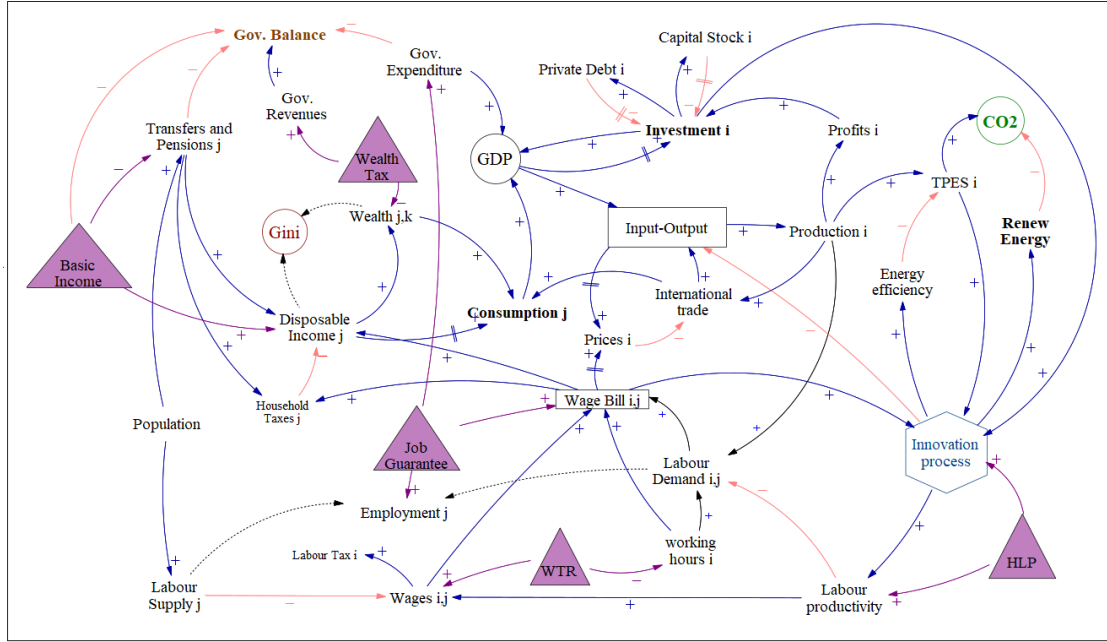 Gov. Balance
Capital Stock i
Gov.
Expenditure
Private Debt i
Gov.
Revenues
Investment i
Profits i
CO2
Transfers and
Pensions j
Wealth
Tax
GDP
TPES i
Wealth j,k
Input-Output
Production i
Renew
Energy
Gini
Basic
Income
Energy
efficiency
International
trade
Consumption j
Disposable
Income j
Prices i
Household
Taxes j
Wage Bill i,j
Population
Job
Guarantee
Labour
Demand i,j
Innovation
process
Employment j
working
hours i
Labour Tax i
WTR
HLP
Labour
Supply j
Wages i,j
Labour
productivity